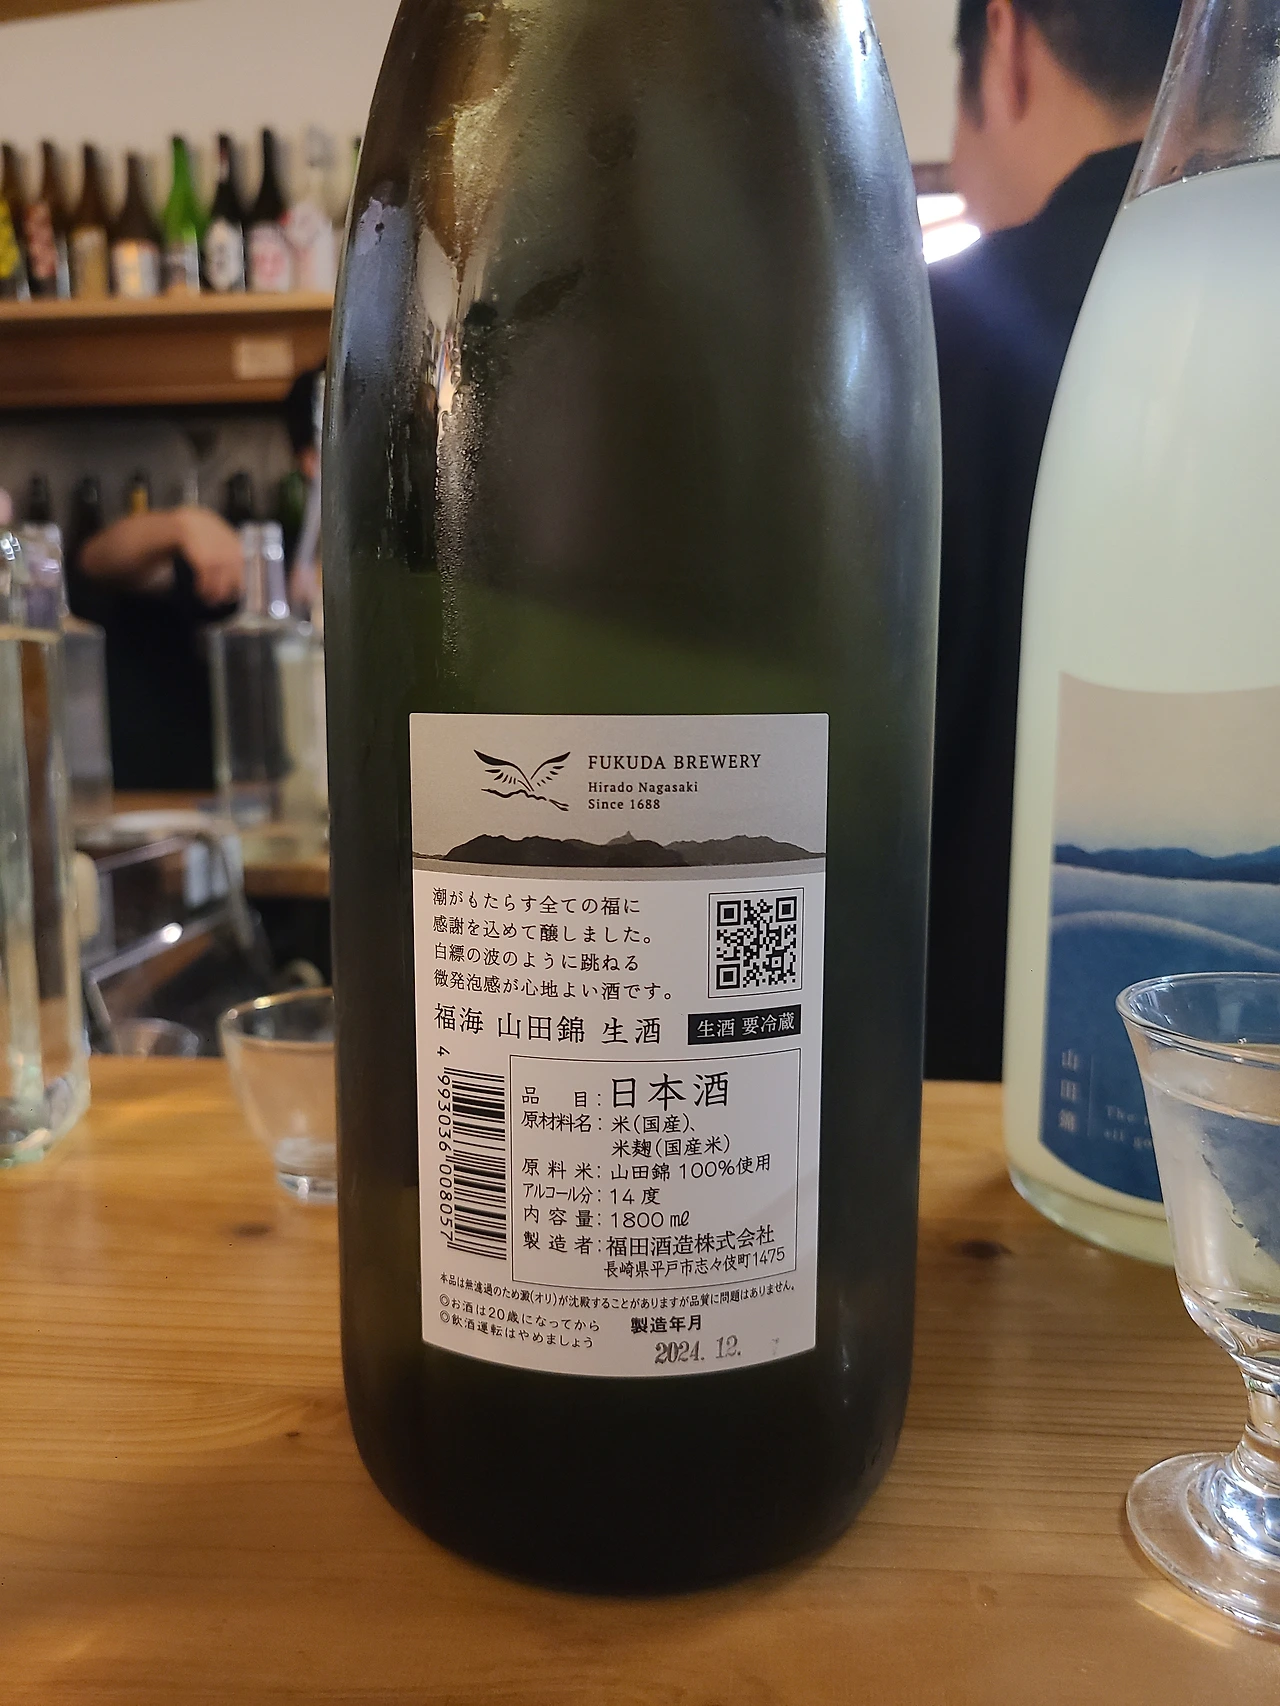 FUKUDA BREWERY
Hirado Nagasaki
Since 1688
潮がもたらす全ての福に
感謝を込めて醸しました。
白縹の波のように跳ねる
微発泡感が心地よい酒です。
福海 山田錦 生酒
生酒 要冷蔵
4 993036 008057
品目:日本酒
原材料名:米(国産)、
米麹(国産米)
原料米:山田錦 100%使用
アルコール分:14度
内容量:1800㎖
製造者:福田酒造株式会社
長崎県平戸市志々伎町1475
本品は無濾過のため澱(オリ)が沈殿することがありますが品質に問題はありません。
◎お酒は20歳になってから
◎飲酒運転はやめましょう
製造年月
2024. 12.
山田錦